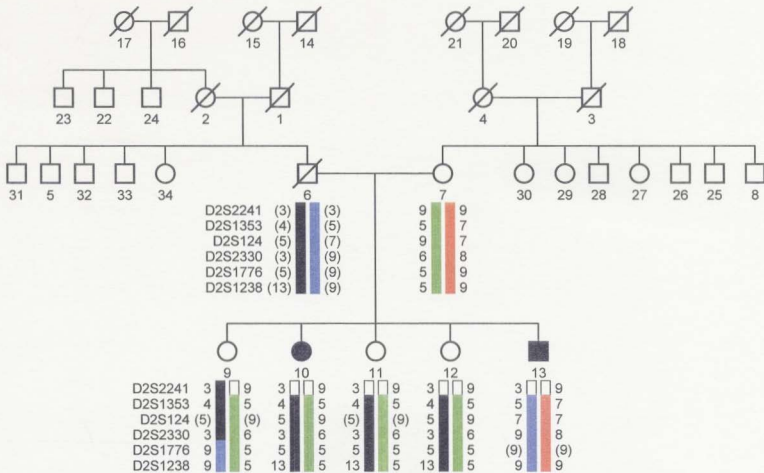 17 16 15 14 21 20 19 18
23 22 24 2 1 4 3
31 5 32 33 34 6 7 30 29 28 27 26 25 8
D2S2241 (3) (3) 9 9
D2S1353 (4) (5) 5 7
D2S124 (5) (7) 9 7
D2S2330 (3) (9) 6 8
D2S1776 (5) (9) 5 9
D2S1238 (13) (9) 5 9
9 10 11 12 13
D2S2241 3 9 3 9 3 9 3 9 3 9
D2S1353 4 5 4 5 4 5 4 5 5 7
D2S124 (5) (9) 5 9 (5) (9) 5 9 7 7
D2S2330 3 6 3 6 3 6 3 6 9 8
D2S1776 9 5 5 5 5 5 5 5 (9) (9)
D2S1238 9 5 13 5 13 5 13 5 9 9